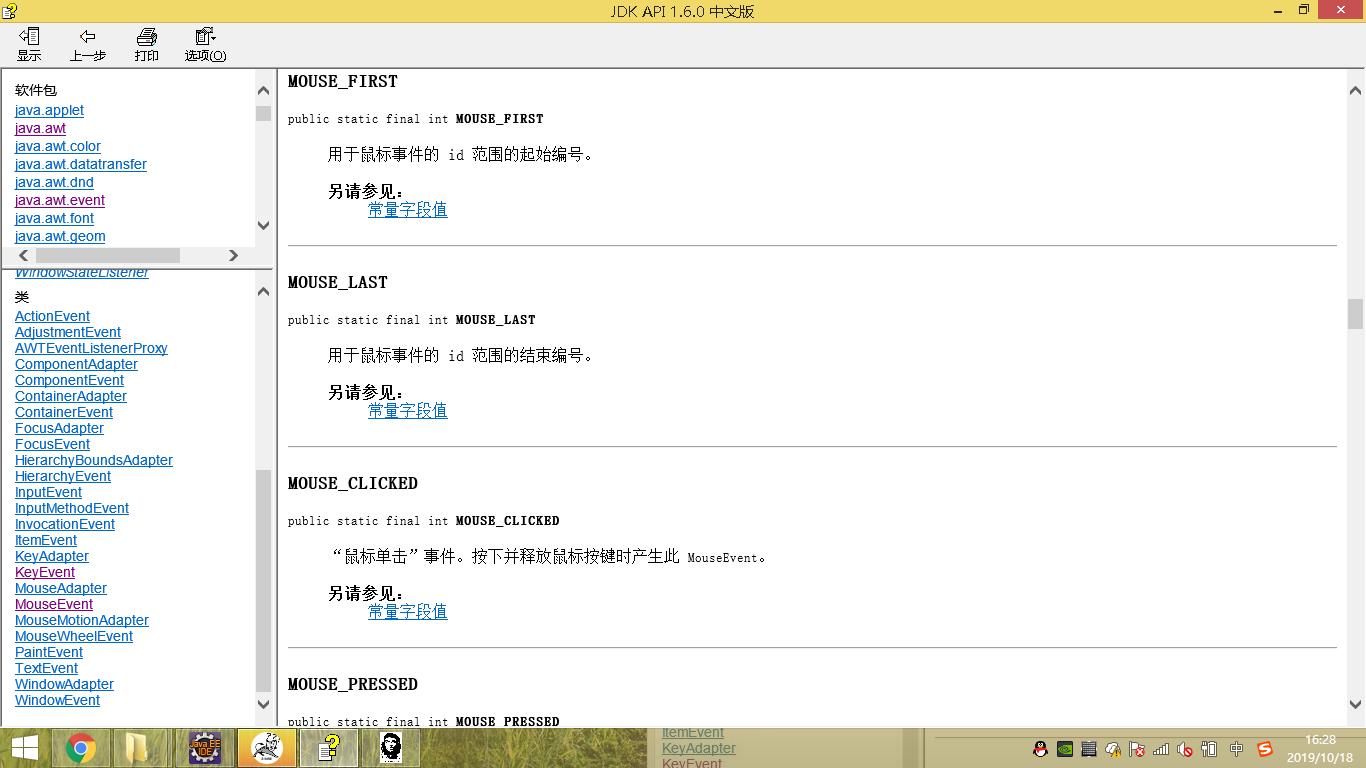 JDK API 1.6.0 中文版
显示
上一步
打印
选项(O)
软件包
java.applet
java.awt
java.awt.color
java.awt.datatransfer
java.awt.dnd
java.awt.event
java.awt.font
java.awt.geom
WindowStateListener
类
ActionEvent
AdjustmentEvent
AWTEventListenerProxy
ComponentAdapter
ComponentEvent
ContainerAdapter
ContainerEvent
FocusAdapter
FocusEvent
HierarchyBoundsAdapter
HierarchyEvent
InputEvent
InputMethodEvent
InvocationEvent
ItemEvent
KeyAdapter
KeyEvent
MouseAdapter
MouseEvent
MouseMotionAdapter
MouseWheelEvent
PaintEvent
TextEvent
WindowAdapter
WindowEvent
MOUSE_FIRST
public static final int MOUSE_FIRST
用于鼠标事件的 id 范围的起始编号。
另请参见：
常量字段值
MOUSE_LAST
public static final int MOUSE_LAST
用于鼠标事件的 id 范围的结束编号。
另请参见：
常量字段值
MOUSE_CLICKED
public static final int MOUSE_CLICKED
“鼠标单击”事件。按下并释放鼠标按键时产生此 MouseEvent。
另请参见：
常量字段值
MOUSE_PRESSED
public static final int MOUSE_PRESSED
Java EE
IDE
ItemEvent
KeyAdapter
KeyEvent
中
16:28
2019/10/18